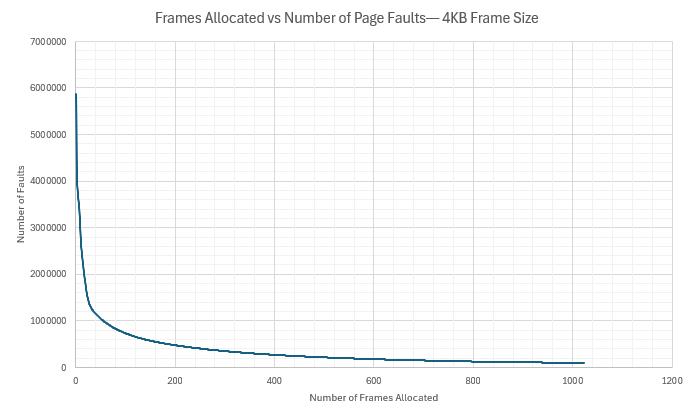 Frames Allocated vs Number of Page Faults— 4KB Frame Size
7000000
6000000
5000000
4000000
3000000
2000000
1000000
0
Number of Faults
0 200 400 600 800 1000 1200
Number of Frames Allocated